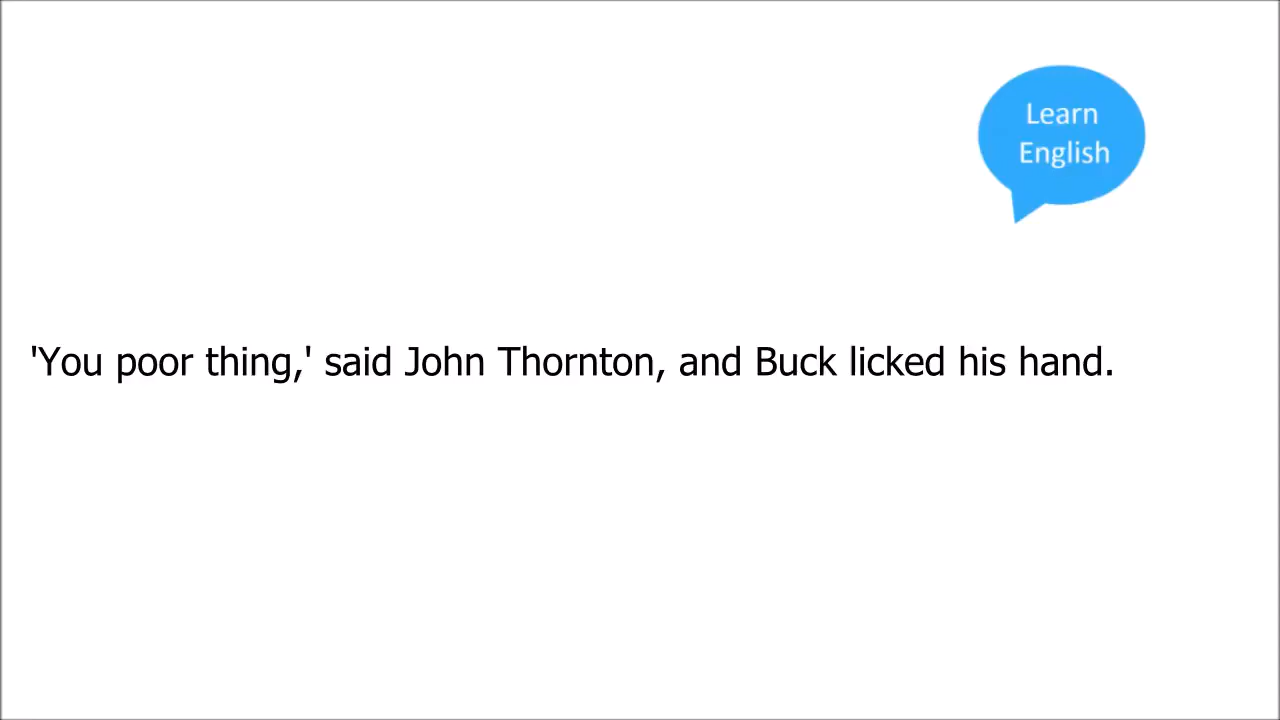 Learn
English
'You poor thing,' said John Thornton, and Buck licked his hand.